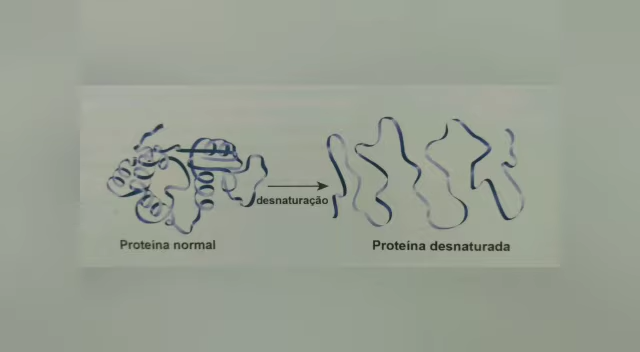 desnaturação
Proteína normal
Proteína desnaturada